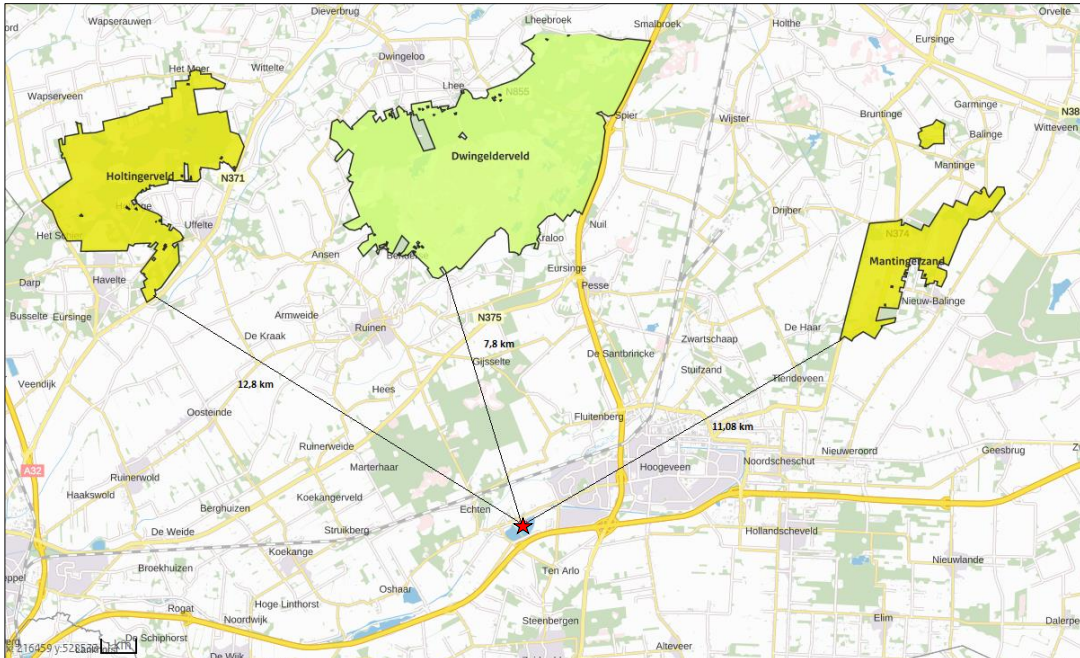 Wapserauwen
Dieverbrug
Lheebroek
Smalbroek
Holthe
Orvelte
Eursinge
Het Moer
Wittelte
Dwingeloo
Wapserveen
Lhee
N855
Spier
Wijster
Bruntinge
Garminge
N38
Balinge
Witteveen
Dwingelderveld
Holtingerveld
N371
Mantinge
Uffelte
Drijber
Nuil
Kraloo
N374
Ansen
Mantingerzand
Darp
Havelte
Eursinge
Pesse
Nieuw-Balinge
Busselte
Eursinge
Armweide
N375
Ruinen
De Kraak
7,8 km
De Haar
Zwartschaap
Gijsselte
De Santbrincke
Stuifzand
Tiendeveen
Veendijk
12,8 km
Hees
Oosteinde
Fluitenberg
11,08 km
Ruinerweide
Nieuweroord
Geesbrug
Marterhaar
Hoogeveen
Noordscheschut
A32
Ruinerwold
Haakswold
Koekangerveld
Berghuizen
Echten
De Weide
Struikberg
Hollandscheveld
Koekange
Nieuwlande
Broekhuizen
Ten Arlo
Oshaar
Hoge Linthorst
Rogat
Noordwijk
Steenbergen
Elim
Dalerpe
De Schiphorst
De Wijk
Alteveer
1 km